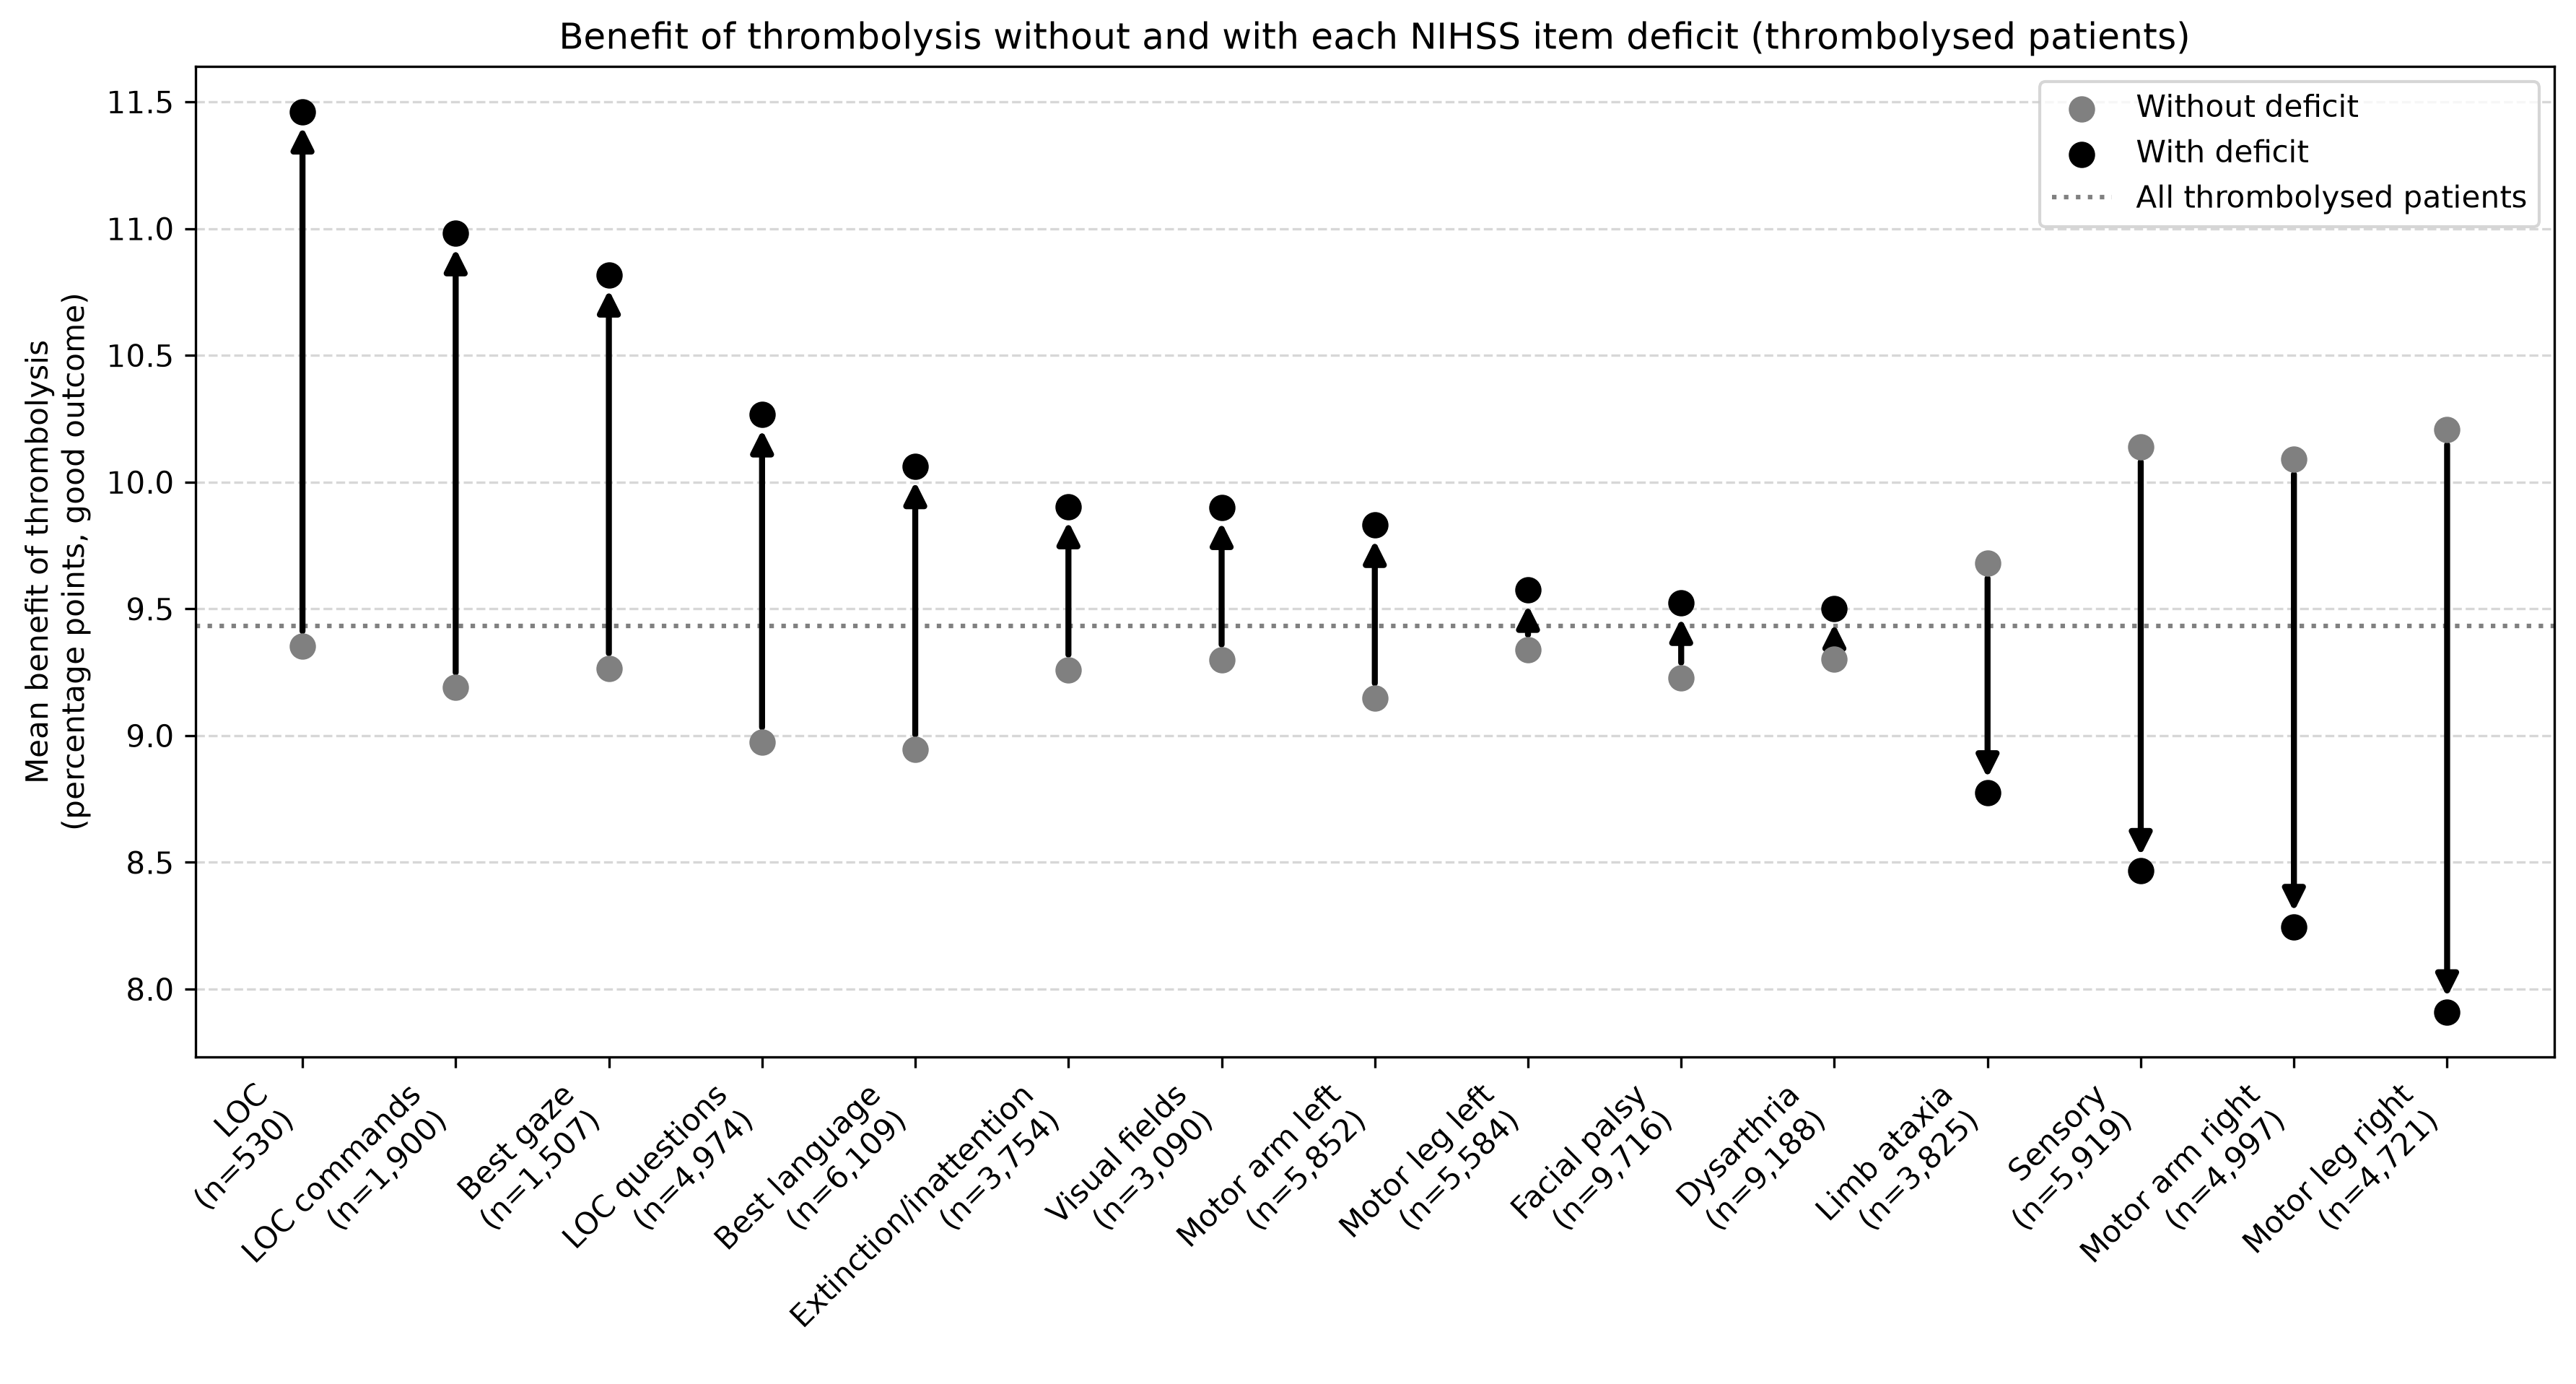 Benefit of thrombolysis without and with each NIHSS item deficit (thrombolysed patients)
Mean benefit of thrombolysis
(percentage points, good outcome)
11.5
11.0
10.5
10.0
9.5
9.0
8.5
8.0
Without deficit
With deficit
All thrombolysed patients
LOC
(n=530)
LOC commands
(n=1,900)
Best gaze
(n=1,507)
LOC questions
(n=4,974)
Best language
(n=6,109)
Extinction/inattention
(n=3,754)
Visual fields
(n=3,090)
Motor arm left
(n=5,852)
Motor leg left
(n=5,584)
Facial palsy
(n=9,716)
Dysarthria
(n=9,188)
Limb ataxia
(n=3,825)
Sensory
(n=5,919)
Motor arm right
(n=4,997)
Motor leg right
(n=4,721)